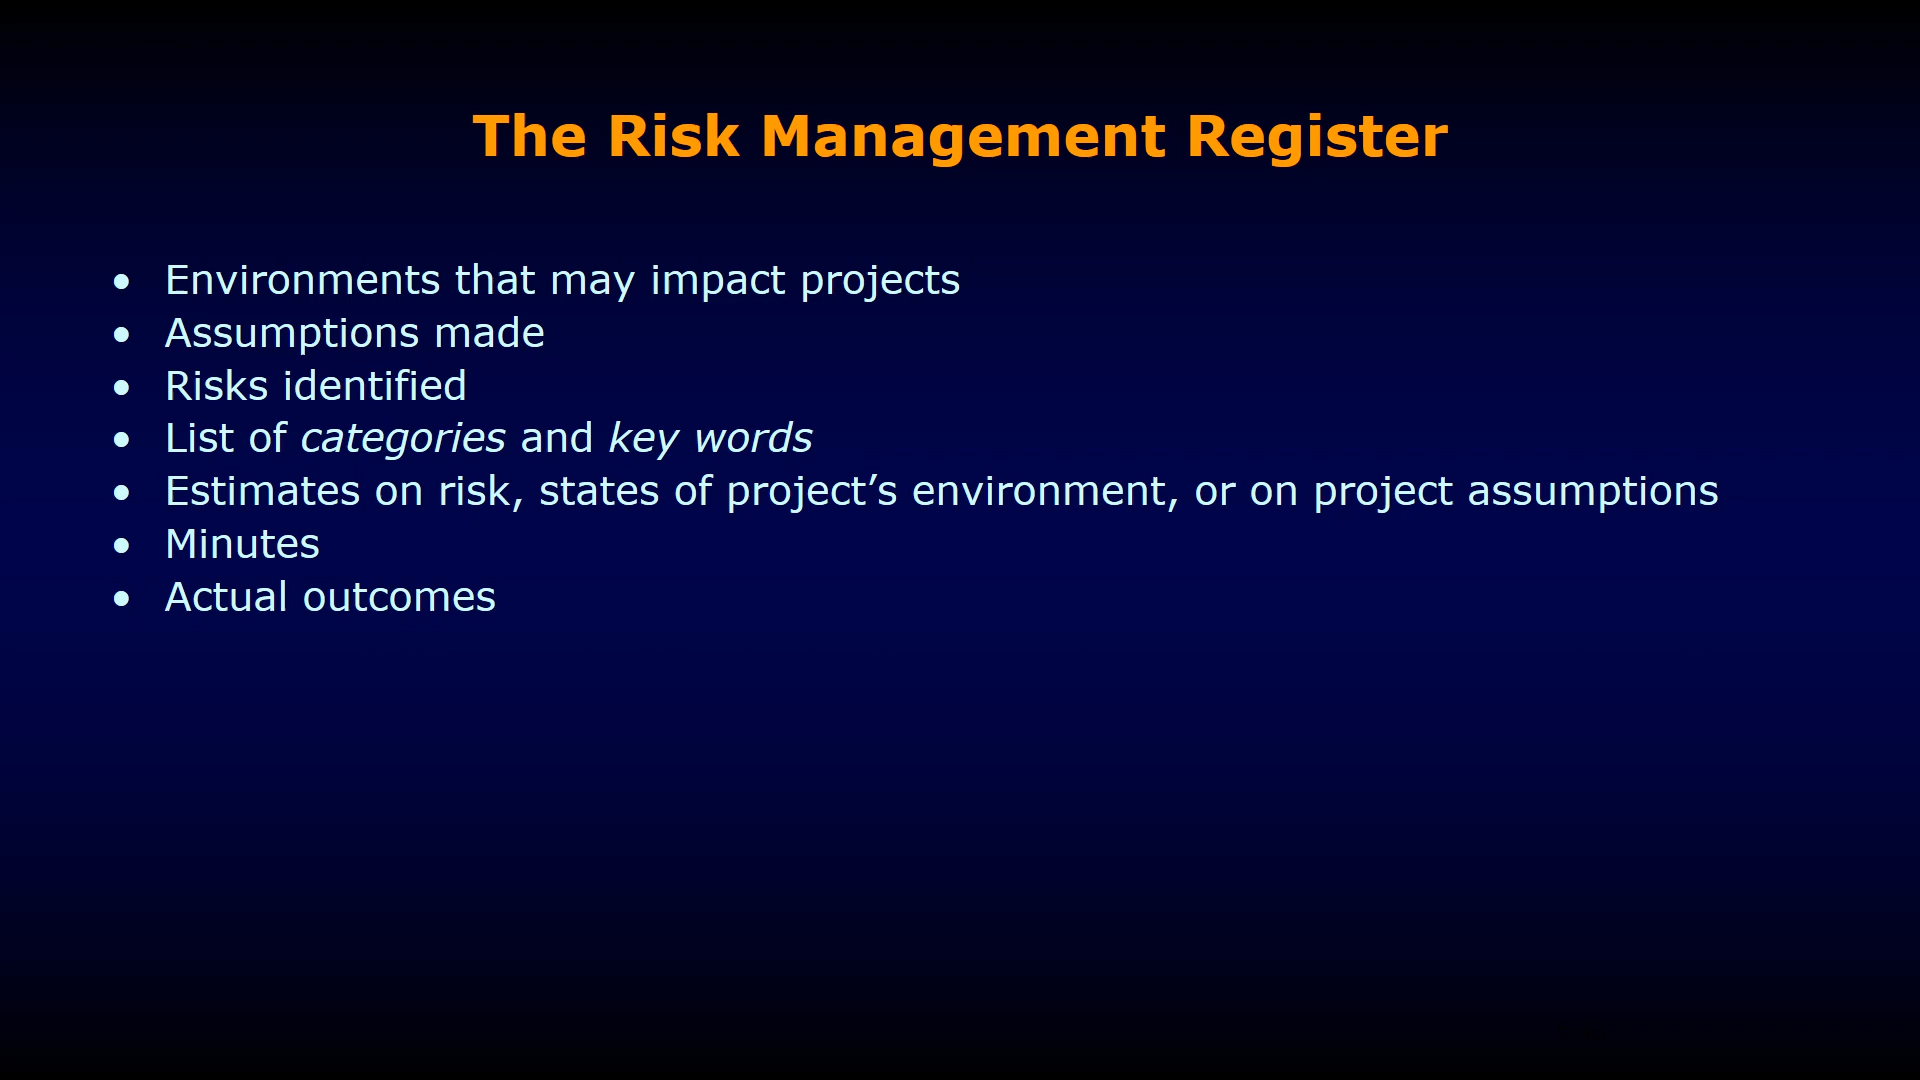 The Risk Management Register
• Environments that may impact projects
• Assumptions made
• Risks identified
• List of categories and key words
• Estimates on risk, states of project’s environment, or on project assumptions
• Minutes
• Actual outcomes